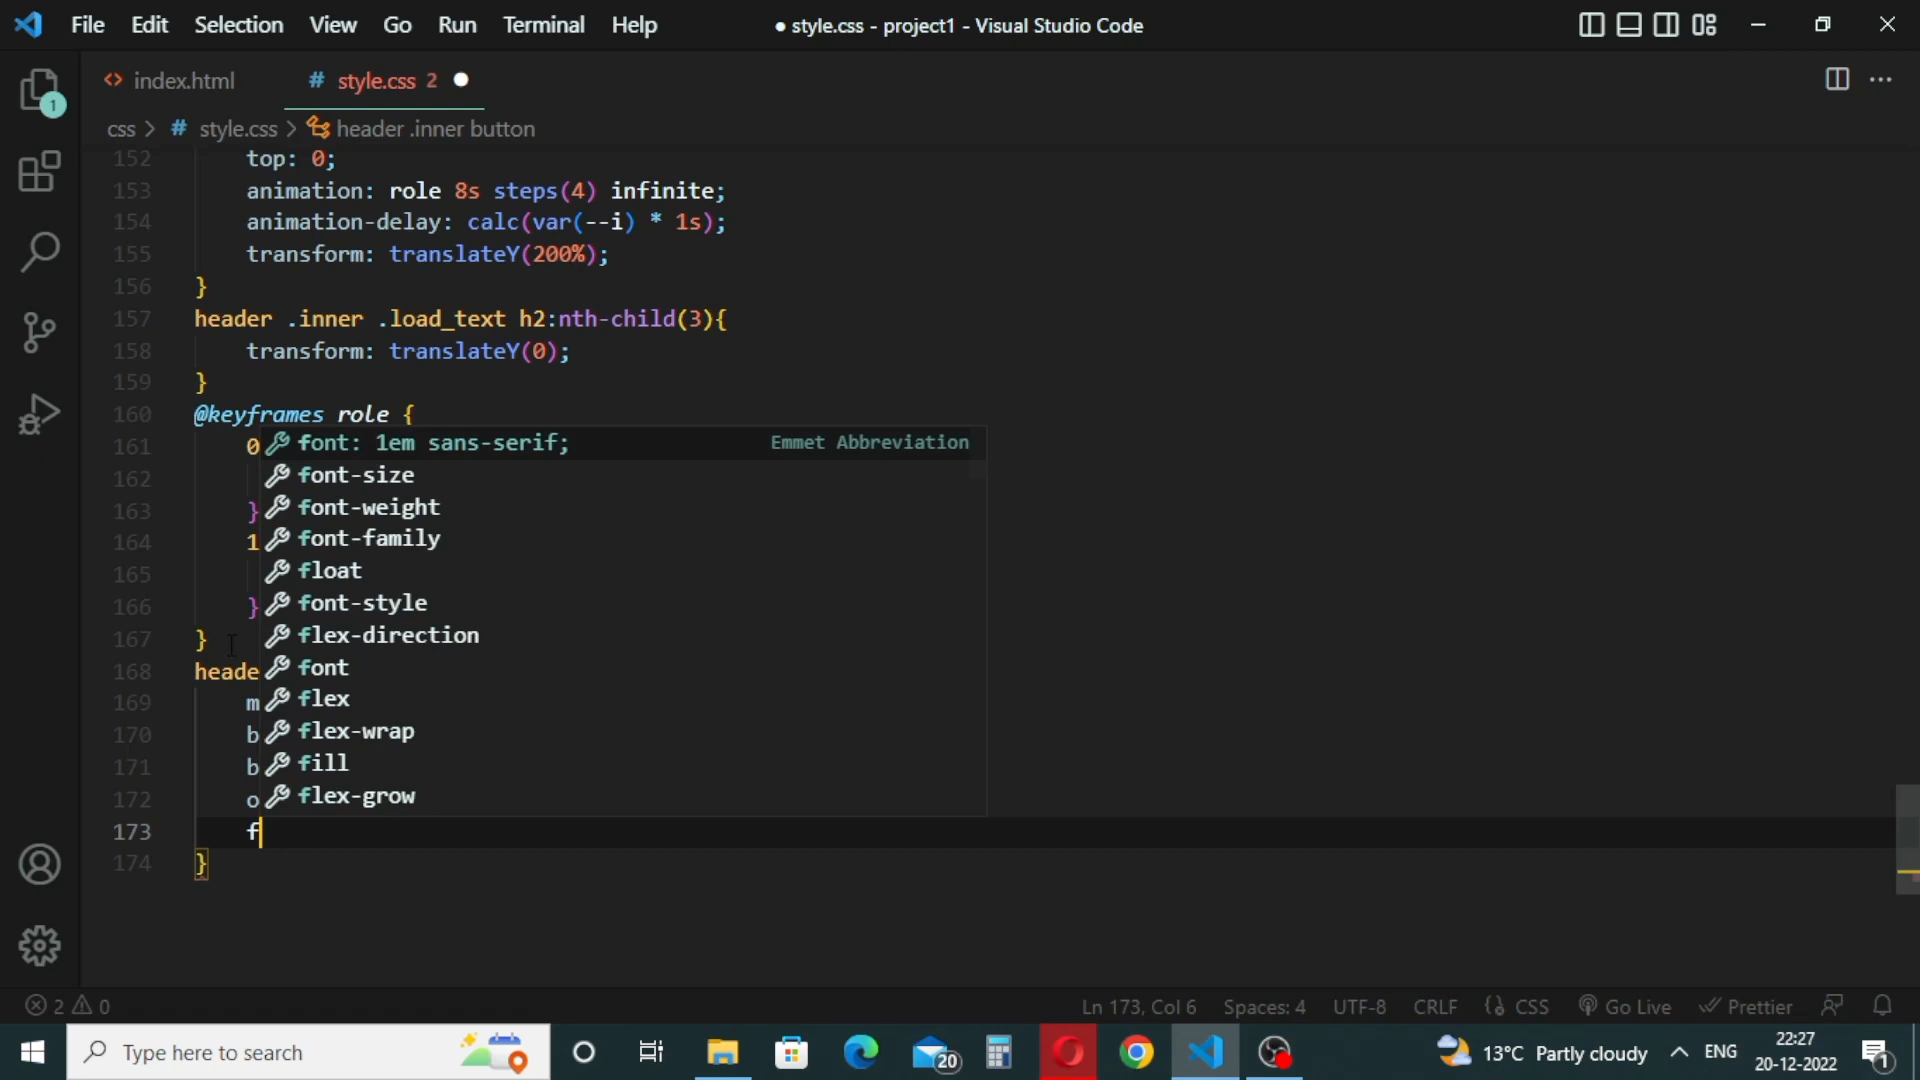 File Edit Selection View Go Run Terminal Help
● style.css - project1 - Visual Studio Code
<> index.html
# style.css 2 ●
css > # style.css > header .inner button
152 top: 0;
153 animation: role 8s steps(4) infinite;
154 animation-delay: calc(var(--i) * 1s);
155 transform: translateY(200%);
156 }
157 header .inner .load_text h2:nth-child(3){
158 transform: translateY(0);
159 }
160 @keyframes role {
161 0 font: 1em sans-serif; Emmet Abbreviation
162 font-size
163 } font-weight
164 1 font-family
165 float
166 } font-style
167 } flex-direction
168 heade font
169 m flex
170 b flex-wrap
171 b fill
172 o flex-grow
173 f
174 }
1
2 0 Ln 173, Col 6 Spaces: 4 UTF-8 CRLF {} CSS Go Live Prettier
Type here to search
20
13°C Partly cloudy ENG
22:27
20-12-2022
1